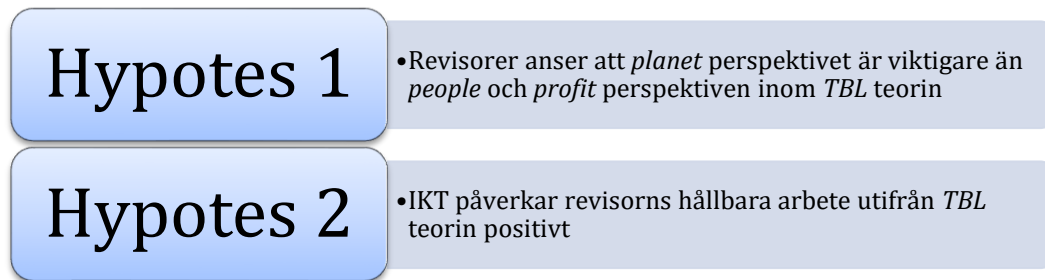 Hypotes 1
•Revisorer anser att planet perspektivet är viktigare än
people och profit perspektiven inom TBL teorin
Hypotes 2
•IKT påverkar revisorns hållbara arbete utifrån TBL
teorin positivt